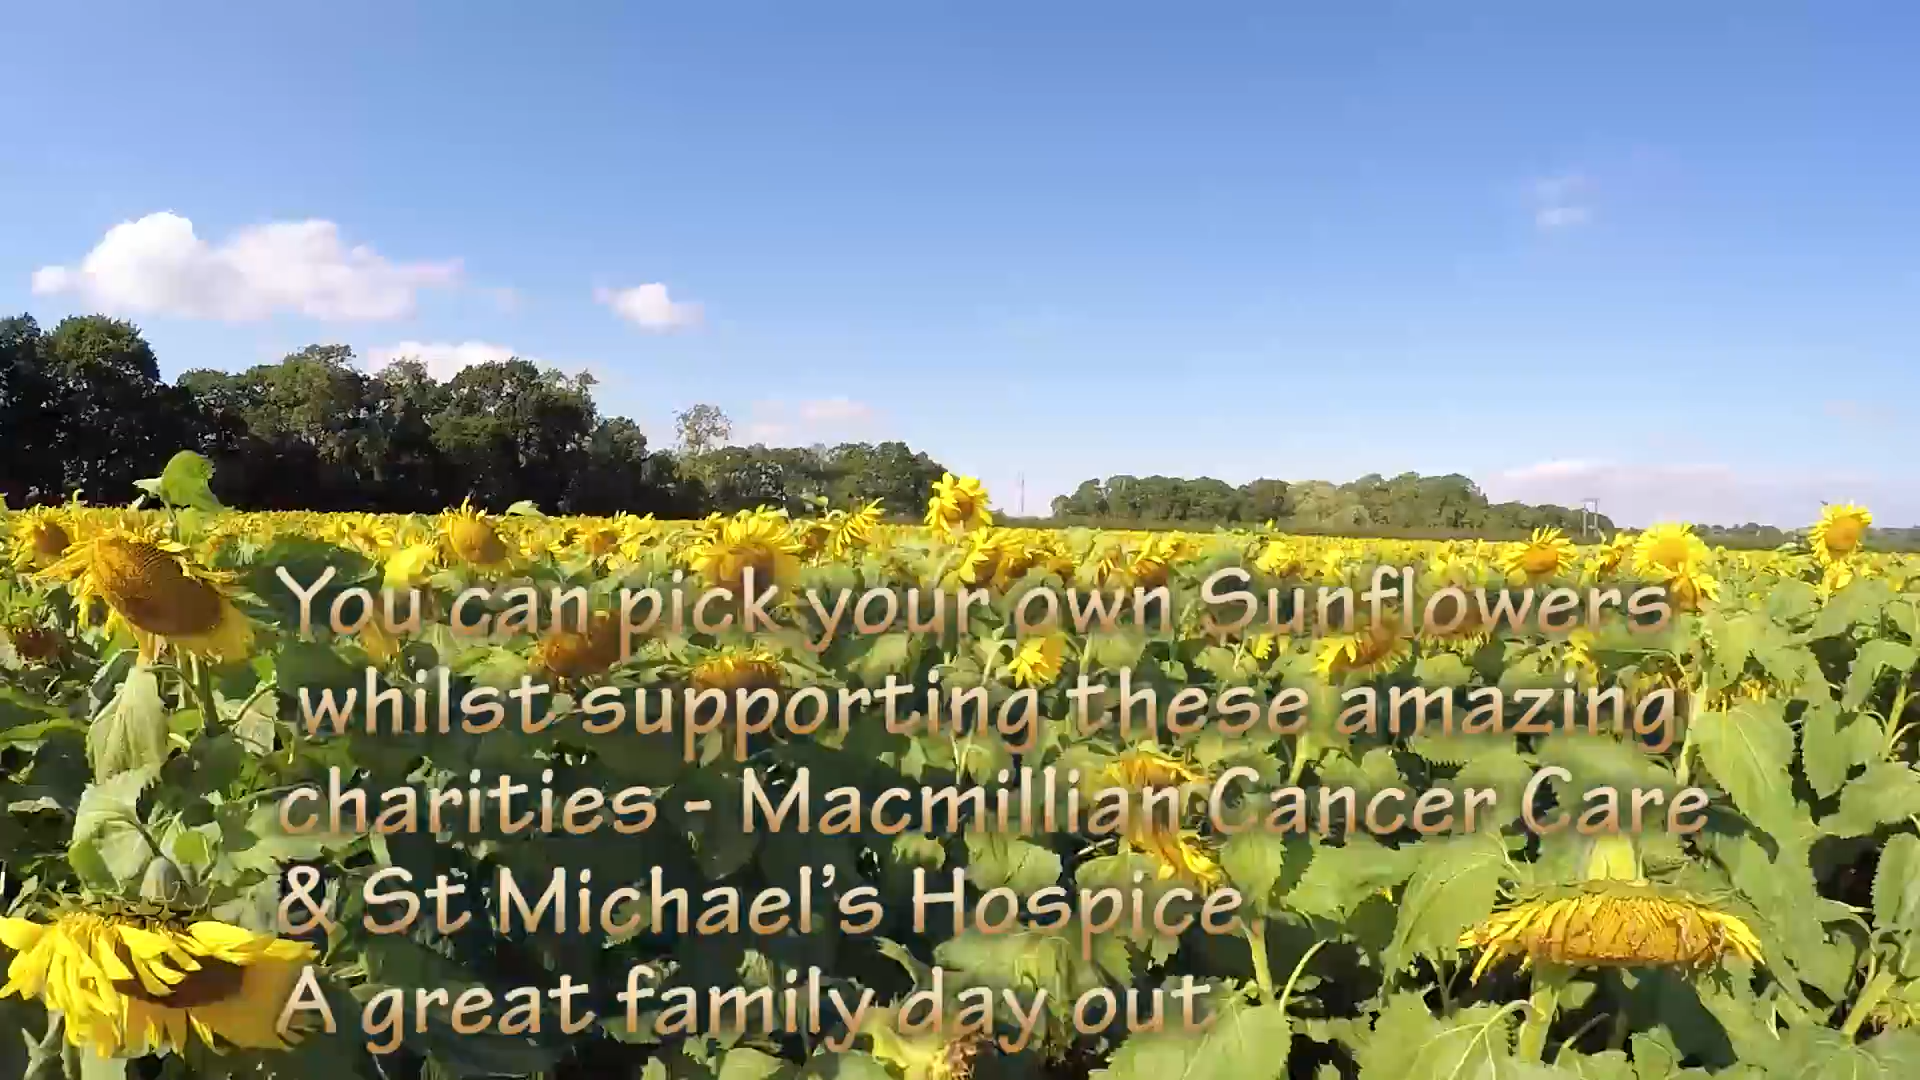 You can pick your own Sunflowers
whilst supporting these amazing
charities - Macmillian Cancer Care
& St Michael's Hospice.
A great family day out